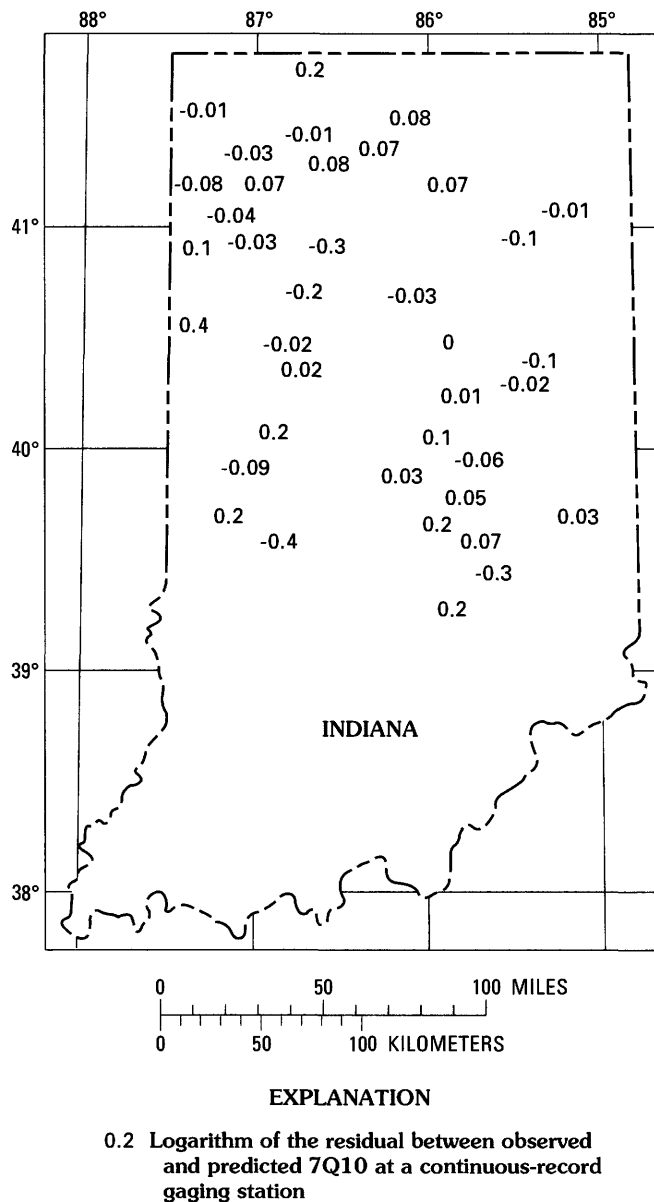 88° 87° 86° 85°
0.2
-0.01
0.08
-0.01
0.07
-0.03
0.08
-0.08 0.07 0.07
-0.04 -0.01
41°
0.1 -0.03 -0.3 -0.1
-0.2 -0.03
0.4
-0.02 0
0.02 -0.1
-0.02
0.01
0.2 0.1
40°
-0.09 -0.06
0.03
0.05
0.2 0.2 0.03
-0.4 0.07
-0.3
0.2
39°
INDIANA
38°
0 50 100 MILES
0 50 100 KILOMETERS
EXPLANATION
0.2 Logarithm of the residual between observed
and predicted 7Q10 at a continuous-record
gaging station